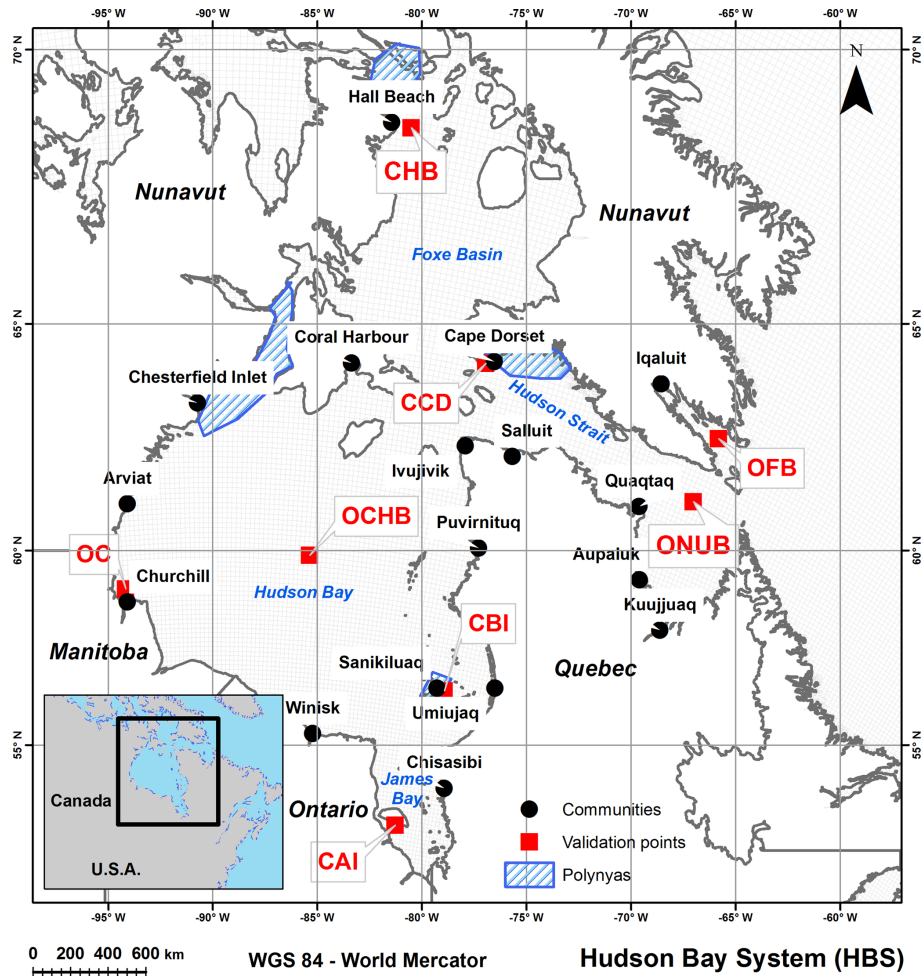 -95°W -90°W -85°W -80°W -75°W -70°W -65°W -60°W
70°N
70°N
N
Hall Beach
CHB
Nunavut
Nunavut
Foxe Basin
65°N
65°N
Coral Harbour
Cape Dorset
Iqaluit
Chesterfield Inlet
CCD
Hudson Strait
Salluit
OFB
Ivujivik
Arviat
Quaqtaq
OCHB
Puvirnituq
ONUB
60°N
60°N
OC
Aupaluk
Churchill
Hudson Bay
Kuujjuaq
CBI
Manitoba
Sanikiluaq
Quebec
Umiujaq
Winisk
55°N
55°N
Chisasibi
James
Bay
Canada
Ontario
Communities
Validation points
CAI
U.S.A.
Polynyas
-95°W -90°W -85°W -80°W -75°W -70°W -65°W -60°W
0 200 400 600 km
WGS 84 - World Mercator
Hudson Bay System (HBS)